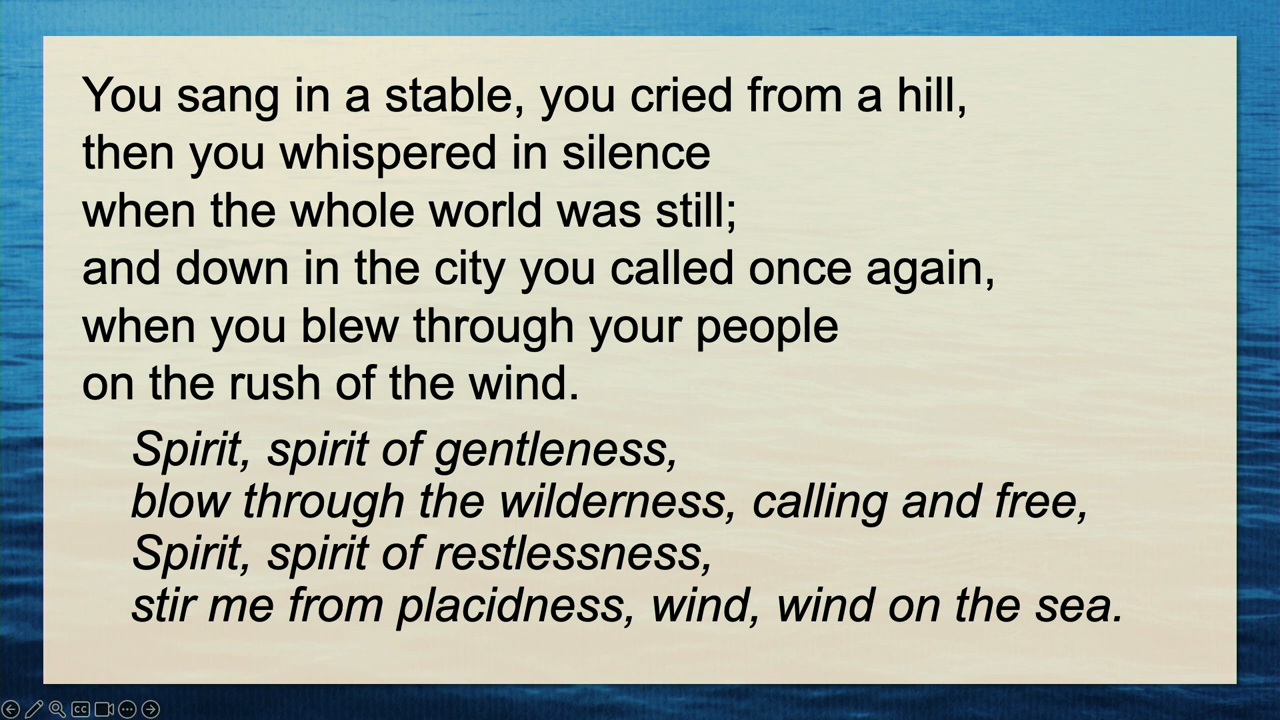 You sang in a stable, you cried from a hill,
then you whispered in silence
when the whole world was still;
and down in the city you called once again,
when you blew through your people
on the rush of the wind.
Spirit, spirit of gentleness,
blow through the wilderness, calling and free,
Spirit, spirit of restlessness,
stir me from placidness, wind, wind on the sea.
CC